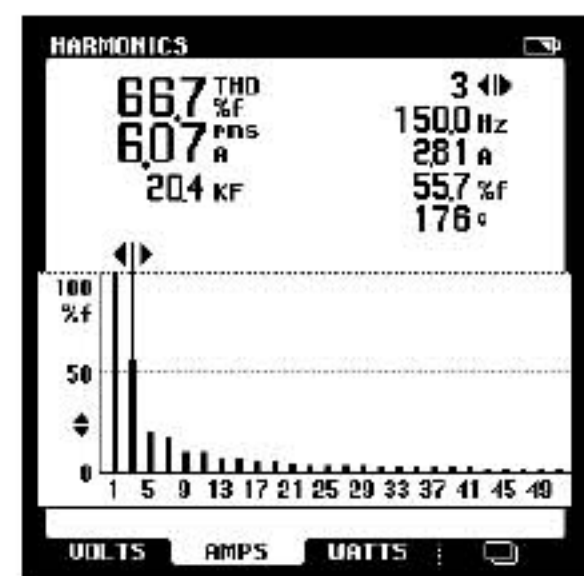 HARMONICS
66.7 THD %f
6.07 rms A
20.4 KF
3
150.0 Hz
2.81 A
55.7 %f
176 °
100
%f
50
0
1 5 9 13 17 21 25 29 33 37 41 45 49
VOLTS AMPS WATTS